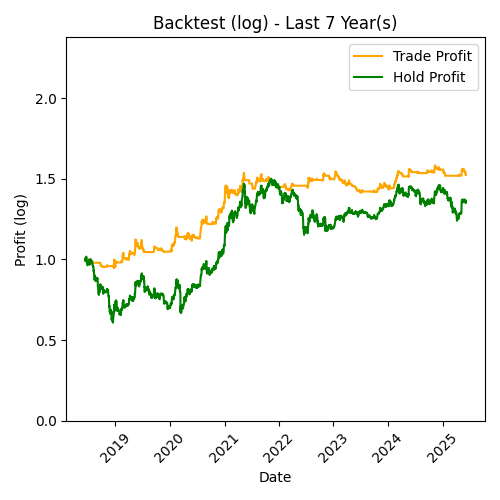 Backtest (log) - Last 7 Year(s)
Trade Profit
Hold Profit
Profit (log)
2.0
1.5
1.0
0.5
0.0
2019
2020
2021
2022
2023
2024
2025
Date